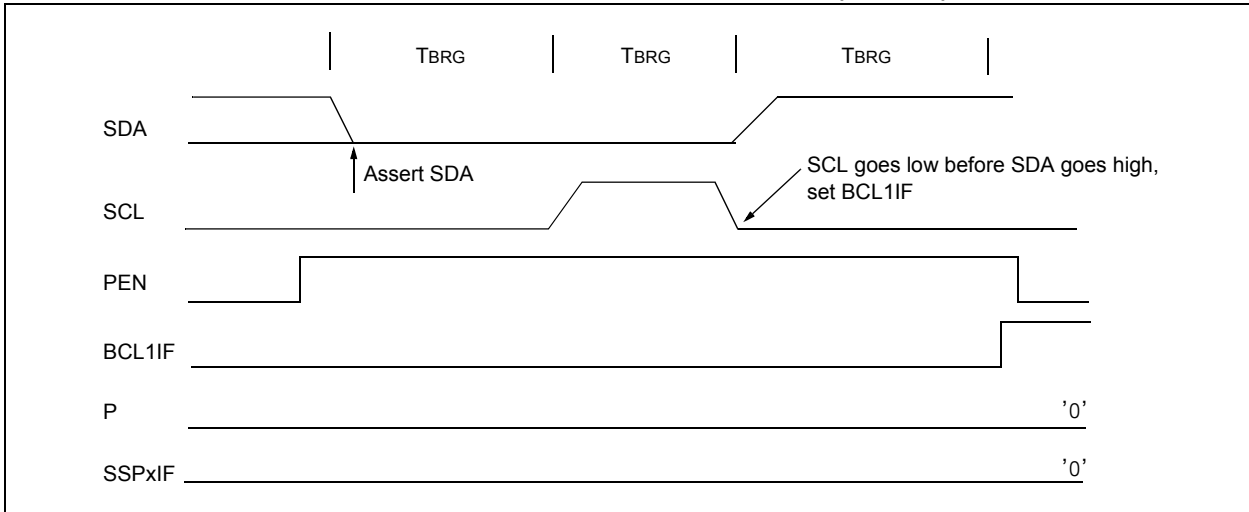 TBRG TBRG TBRG
SDA
Assert SDA
SCL goes low before SDA goes high,
set BCL1IF
SCL
PEN
BCL1IF
P '0'
SSPxIF '0'